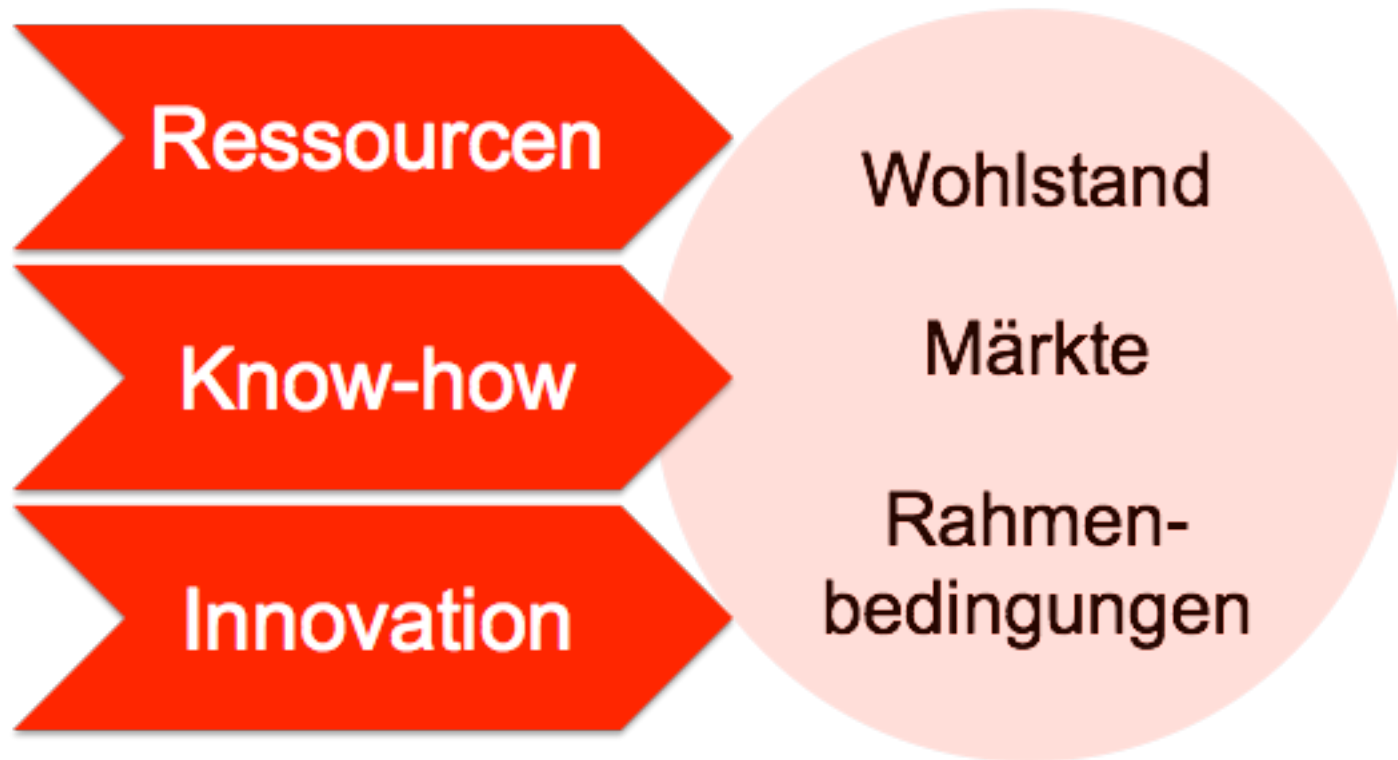 Ressourcen
Know-how
Innovation
Wohlstand
Märkte
Rahmen-
bedingungen